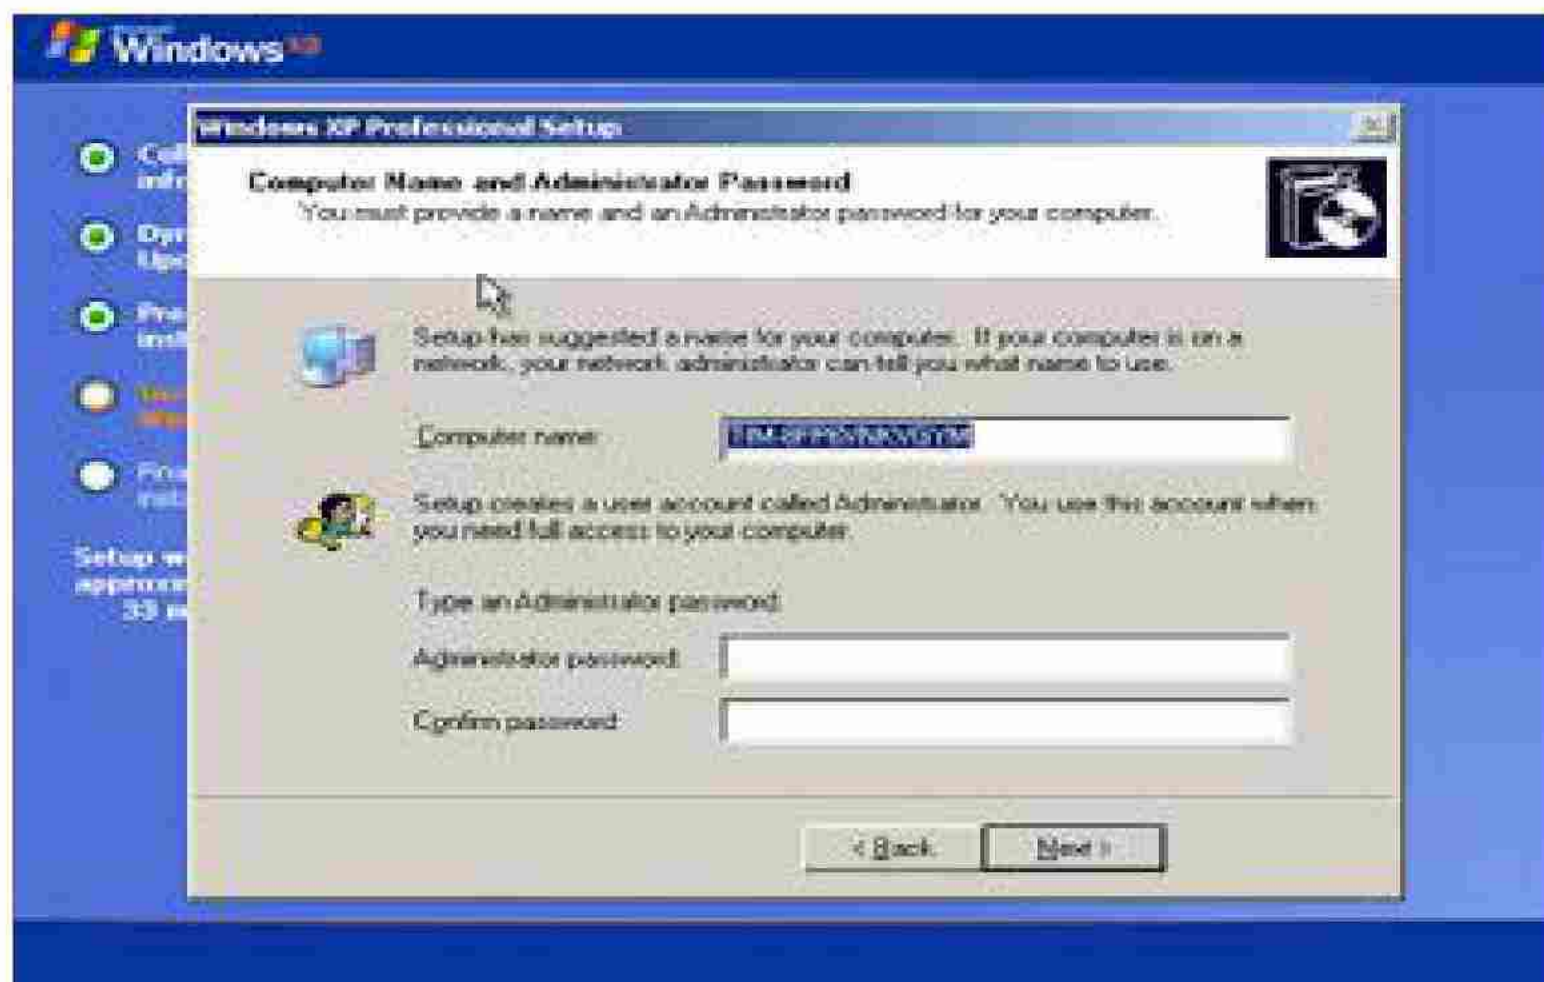 Windows xp
Windows XP Professional Setup
Computer Name and Administrator Password
You must provide a name and an Administrator password for your computer.
Setup has suggested a name for your computer. If your computer is on a
network, your network administrator can tell you what name to use.
Computer name:
Setup creates a user account called Administrator. You use this account when
you need full access to your computer.
Type an Administrator password.
Administrator password:
Confirm password:
< Back
Next >
Setup
33